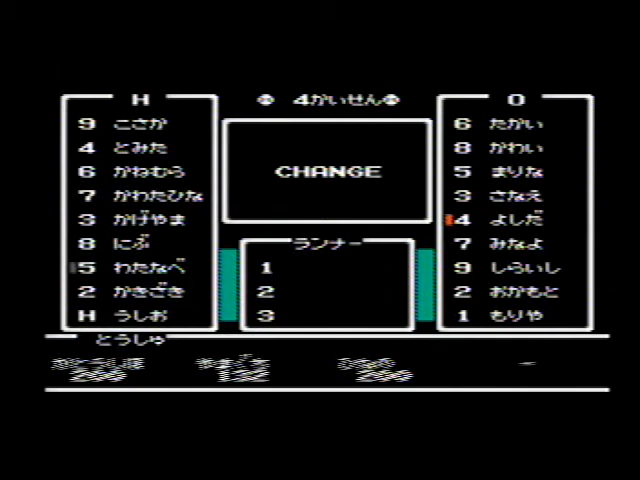 H
9 こさか
4 とみた
6 かねむら
7 かわたひな
3 かげやま
8 にぶ
5 わたなべ
2 かきざき
H うしお
4かいせん
CHANGE
ランナー
1
2
3
O
6 たかい
8 かわい
5 まりな
3 さなえ
4 よしだ
7 みなよ
9 しらいし
2 おかもと
1 もりや
とうしゅ